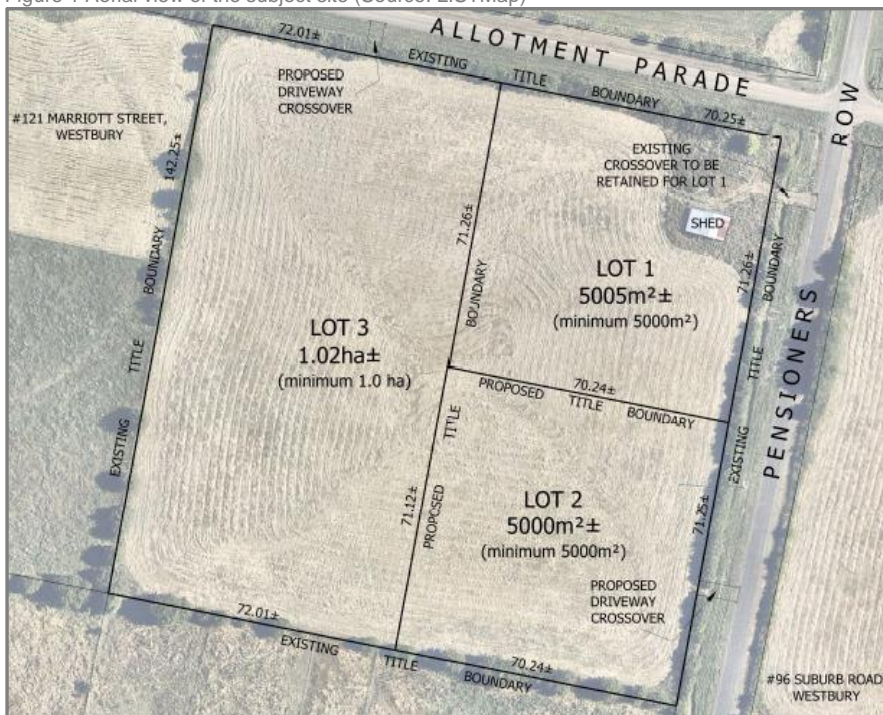 Figure 1 Aerial view of the subject site (Source: LISTMap)
72.01±
ALLOTMENT PARADE
EXISTING TITLE BOUNDARY
70.25±
PROPOSED
DRIVEWAY
CROSSOVER
#121 MARRIOTT STREET,
WESTBURY
142.25±
EXISTING TITLE BOUNDARY
EXISTING
CROSSOVER TO BE
RETAINED FOR LOT 1
SHED
PENSIONERS ROW
71.26±
BOUNDARY
LOT 1
5005m²±
(minimum 5000m²)
71.26±
EXISTING TITLE BOUNDARY
LOT 3
1.02ha±
(minimum 1.0 ha)
70.24±
PROPOSED TITLE BOUNDARY
71.12±
PROPOSED TITLE
LOT 2
5000m²±
(minimum 5000m²)
71.25±
PROPOSED
DRIVEWAY
CROSSOVER
72.01±
EXISTING TITLE BOUNDARY
70.24±
#96 SUBURB ROAD,
WESTBURY